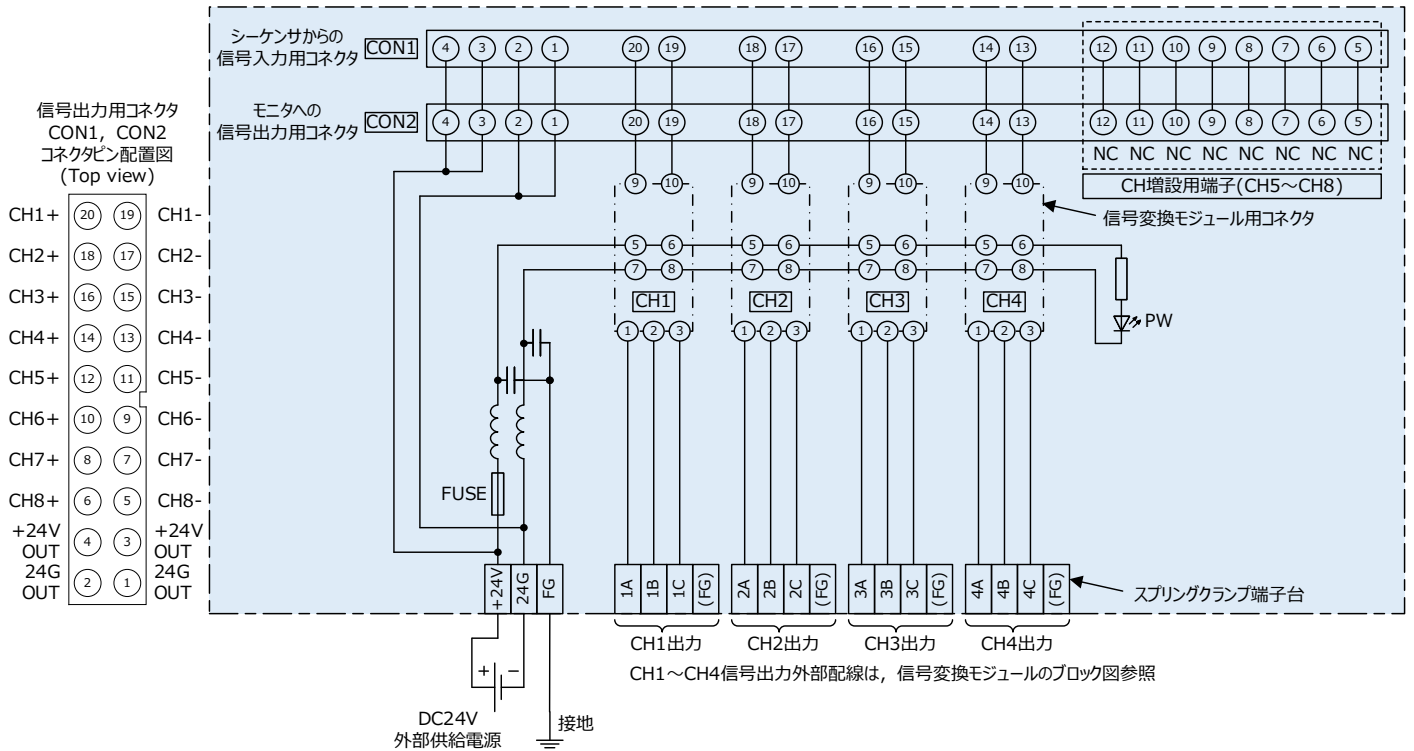 シーケンサからの
信号入力用コネクタ CON1
4 3 2 1 20 19 18 17 16 15 14 13 12 11 10 9 8 7 6 5
モニタへの
信号出力用コネクタ CON2
4 3 2 1 20 19 18 17 16 15 14 13 12 11 10 9 8 7 6 5
NC NC NC NC NC NC NC NC
CH増設用端子(CH5～CH8)
信号変換モジュール用コネクタ
信号出力用コネクタ
CON1, CON2
コネクタピン配置図
(Top view)
CH1+ 20 19 CH1-
CH2+ 18 17 CH2-
CH3+ 16 15 CH3-
CH4+ 14 13 CH4-
CH5+ 12 11 CH5-
CH6+ 10 9 CH6-
CH7+ 8 7 CH7-
CH8+ 6 5 CH8-
+24V OUT 4 3 +24V OUT
24G OUT 2 1 24G OUT
9 10 9 10 9 10 9 10
5 6 5 6 5 6 5 6
7 8 7 8 7 8 7 8
CH1 CH2 CH3 CH4
PW
1 2 3 1 2 3 1 2 3 1 2 3
FUSE
+24V 24G FG 1A 1B 1C (FG) 2A 2B 2C (FG) 3A 3B 3C (FG) 4A 4B 4C (FG)
スプリングクランプ端子台
CH1出力 CH2出力 CH3出力 CH4出力
CH1～CH4信号出力外部配線は，信号変換モジュールのブロック図参照
+ −
DC24V
外部供給電源
接地